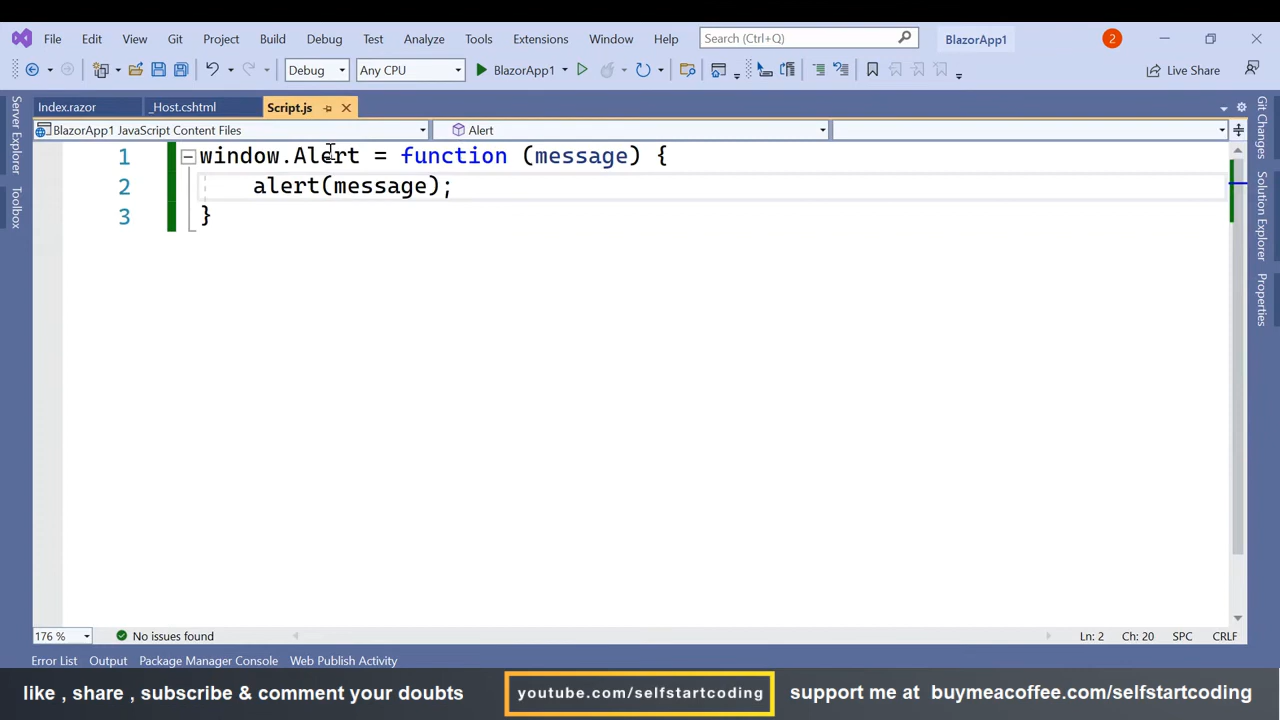 File Edit View Git Project Build Debug Test Analyze Tools Extensions Window Help Search (Ctrl+Q) BlazorApp1 2
Debug Any CPU BlazorApp1 Live Share
Index.razor _Host.cshtml Script.js
BlazorApp1 JavaScript Content Files Alert
1 window.Alert = function (message) {
2 alert(message);
3 }
Server Explorer
Toolbox
Git Changes
Solution Explorer
Properties
176 % No issues found Ln: 2 Ch: 20 SPC CRLF
Error List Output Package Manager Console Web Publish Activity
like , share , subscribe & comment your doubts youtube.com/selfstartcoding support me at buymeacoffee.com/selfstartcoding